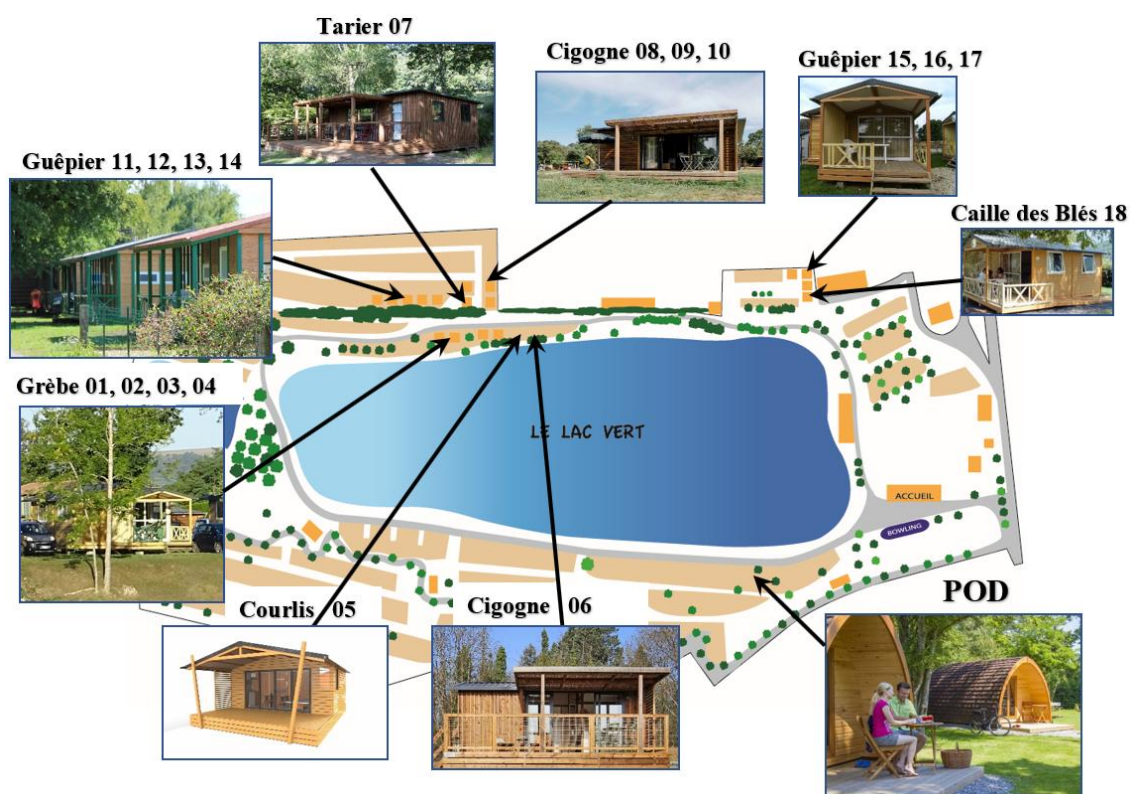 Tarier 07
Cigogne 08, 09, 10
Guêpier 15, 16, 17
Guêpier 11, 12, 13, 14
Caille des Blés 18
Grèbe 01, 02, 03, 04
LE LAC VERT
ACCUEIL
BOWLING
Courlis 05
Cigogne 06
POD